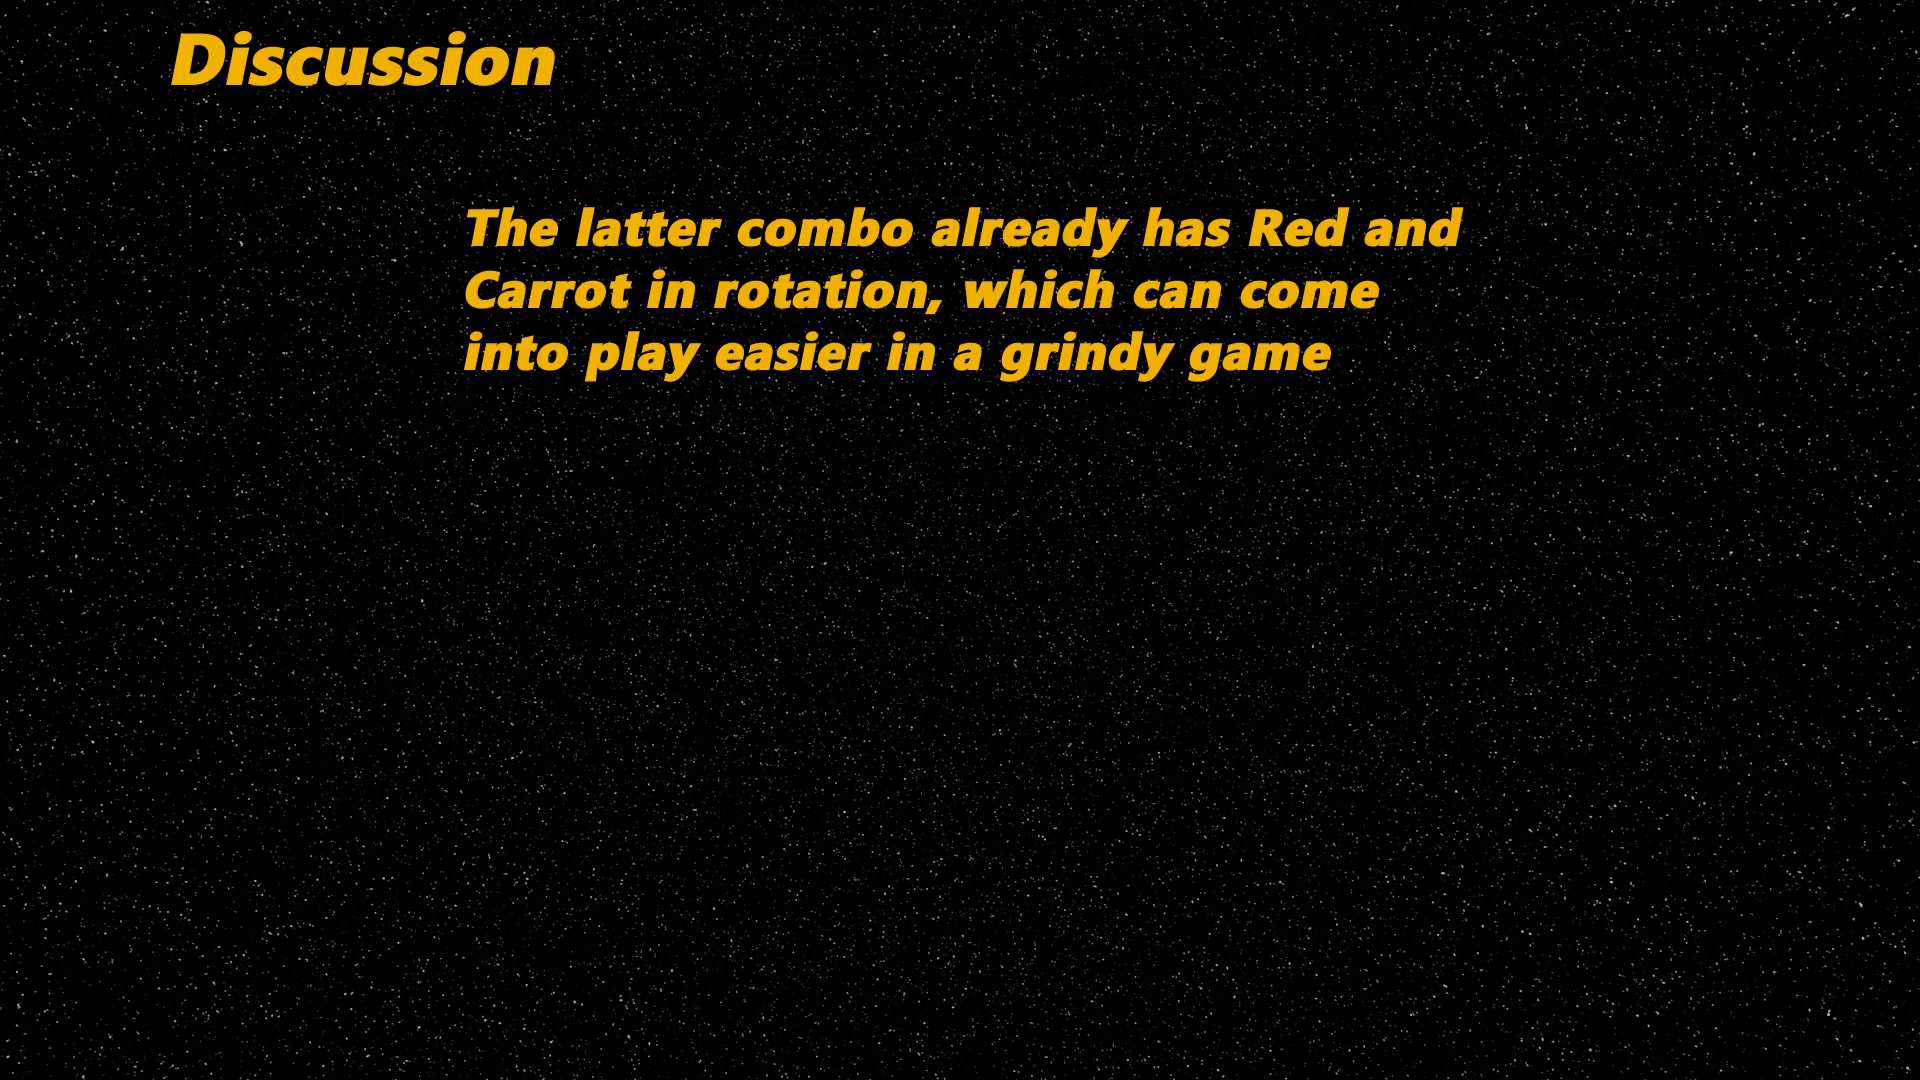 Discussion
The latter combo already has Red and
Carrot in rotation, which can come
into play easier in a grindy game